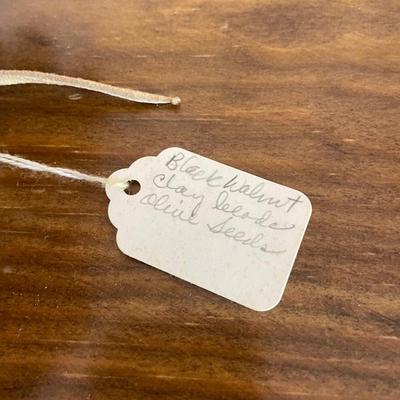 Black Walnut
Clay beads
Olive Seeds